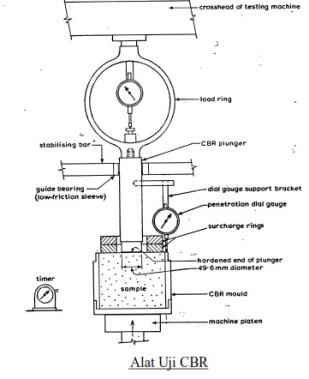 crosshead of testing machine
load ring
CBR plunger
stabilising bar
guide bearing
(low-friction sleeve)
dial gauge support bracket
penetration dial gauge
surcharge rings
hardened end of plunger
49·6 mm diameter
sample
timer
CBR mould
machine platen
Alat Uji CBR